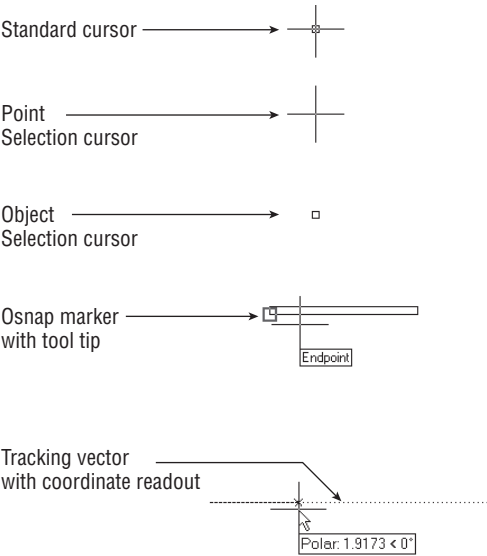 Standard cursor
Point
Selection cursor
Object
Selection cursor
Osnap marker
with tool tip
Endpoint
Tracking vector
with coordinate readout
Polar: 1.9173 < 0°